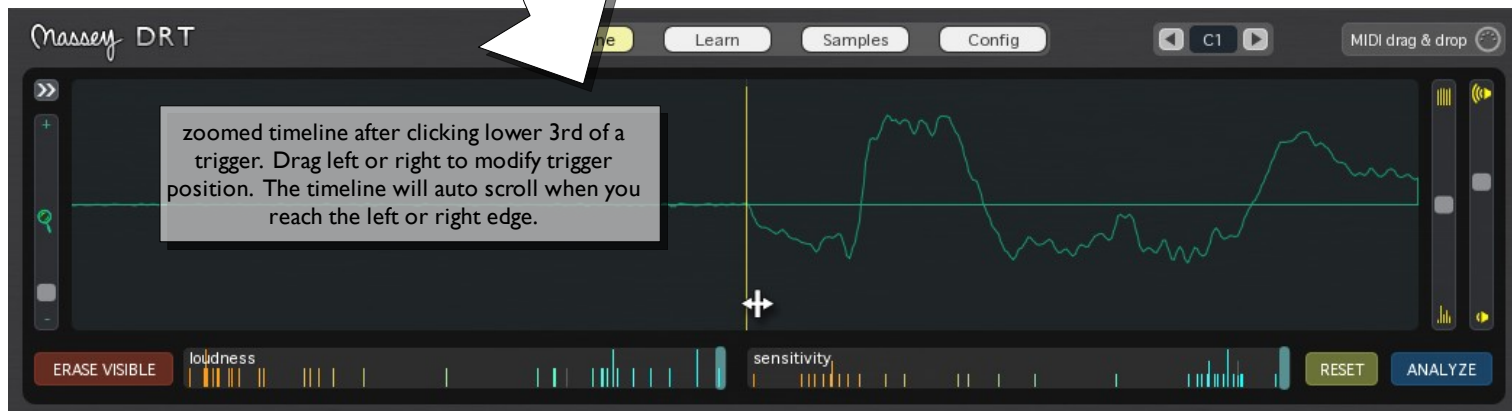 Massey DRT
Learn
Samples
Config
C1
MIDI drag & drop
+
zoomed timeline after clicking lower 3rd of a
trigger. Drag left or right to modify trigger
position. The timeline will auto scroll when you
reach the left or right edge.
-
ERASE VISIBLE
loudness
sensitivity
RESET
ANALYZE